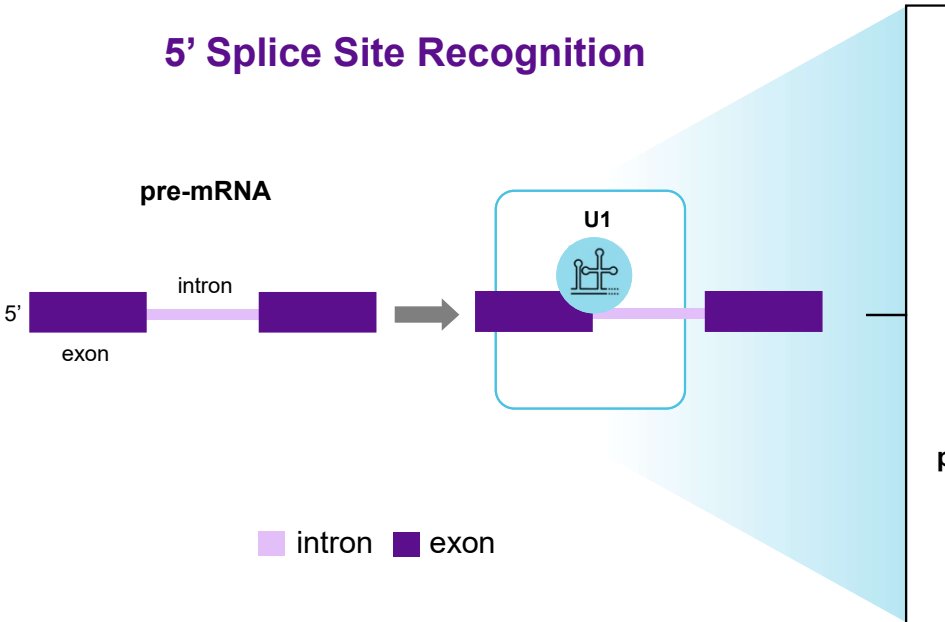 5’ Splice Site Recognition
pre-mRNA
U1
intron
5’
exon
p
intron
exon